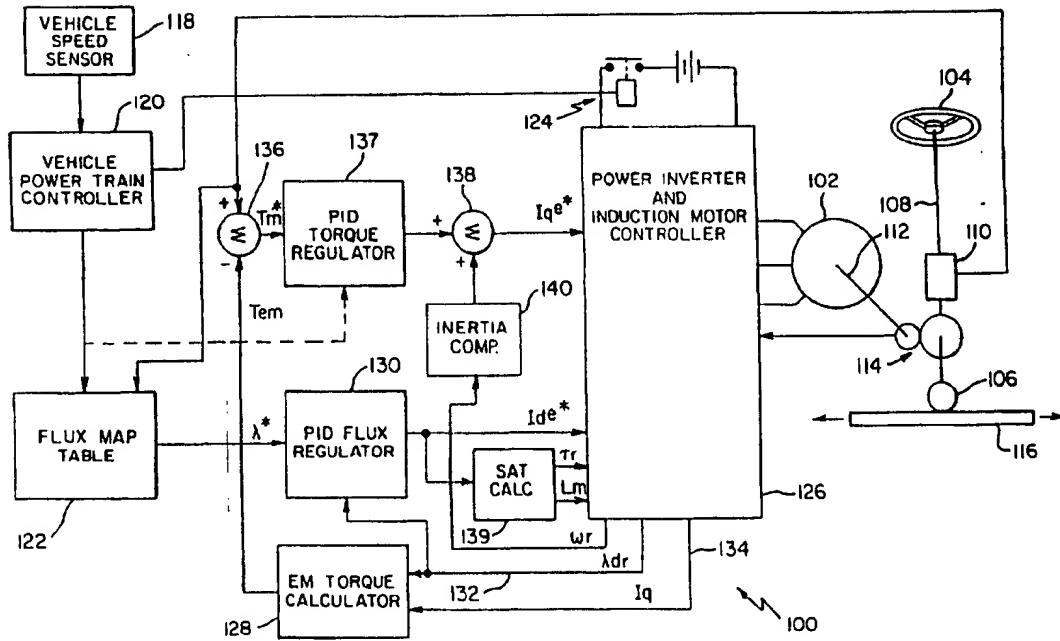 VEHICLE
SPEED
SENSOR
118
120
VEHICLE
POWER TRAIN
CONTROLLER
136
137
138
124
104
+
Tm*
-
PID
TORQUE
REGULATOR
+
+
Iqe*
POWER INVERTER
AND
INDUCTION MOTOR
CONTROLLER
102
108
112
110
Tem
140
INERTIA
COMP.
114
106
130
FLUX MAP
TABLE
λ*
PID FLUX
REGULATOR
Ide*
SAT
CALC
τr
Lm
116
122
139
ωr
126
134
EM TORQUE
CALCULATOR
λdr
132
Iq
128
100